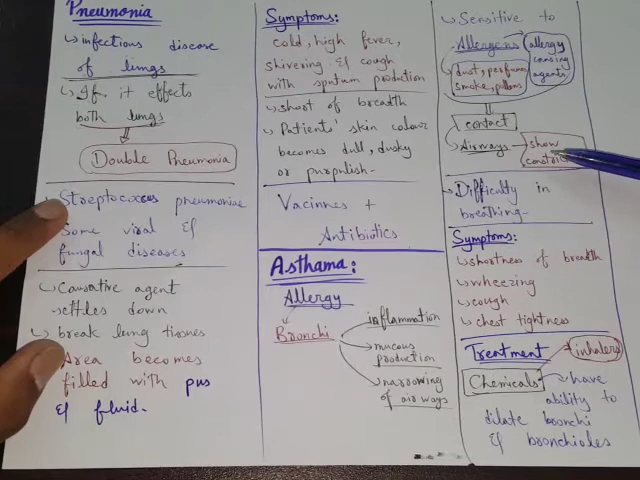 Pneumonia
↳ infectious disease
of lungs
↳ If it effects
both lungs
Double Pneumonia
Streptococcus pneumoniae
Some viral &
fungal diseases
↳ Causative agent
settles down
↳ break lung tissues
Area becomes
filled with pus
& fluid.
Symptoms:
cold, high fever,
shivering & cough
with sputum production
↳ short of breadth
↳ Patients' skin colour
becomes dull, dusky
or purplish.
Vacinnes +
Antibiotics
Asthama:
Allergy
Bronchi
inflammation
mucous
production
narrowing
of air ways
↳ Sensitive to
Allergens
allergy
causing
agents
dust, perfumes
smoke, pollens
contact
Airways
show
Difficulty in
breathing.
Symptoms:
↳ shortness of breadth
↳ wheezing
↳ cough
↳ chest tightness
Treatment
inhalers
Chemicals
have
ability to
dilate bronchi
& bronchioles